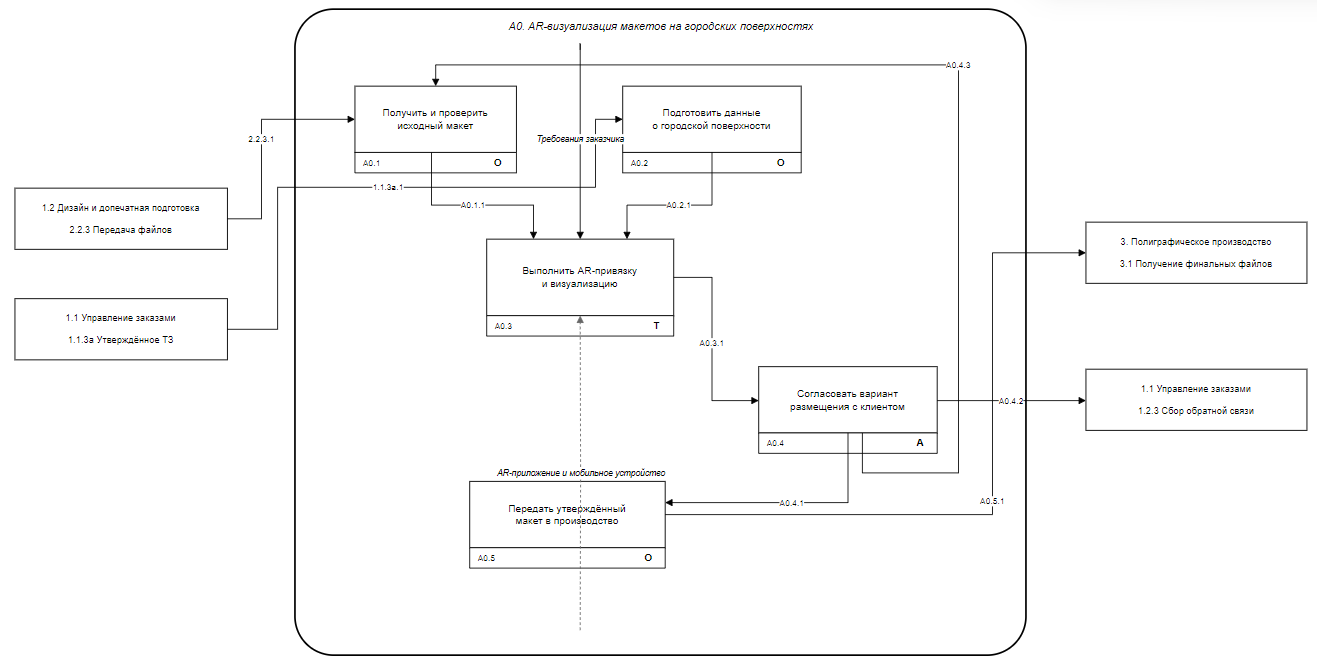 A0. AR-визуализация макетов на городских поверхностях
A0.4.3
Получить и проверить
исходный макет
A0.1
O
Подготовить данные
о городской поверхности
A0.2
O
2.2.3.1
Требования заказчика
1.1.3а.1
A0.1.1
A0.2.1
1.2 Дизайн и допечатная подготовка
2.2.3 Передача файлов
1.1 Управление заказами
1.1.3а Утверждённое ТЗ
Выполнить AR-привязку
и визуализацию
A0.3
T
3. Полиграфическое производство
3.1 Получение финальных файлов
A0.3.1
Согласовать вариант
размещения с клиентом
A0.4
A
A0.4.2
1.1 Управление заказами
1.2.3 Сбор обратной связи
AR-приложение и мобильное устройство
Передать утверждённый
макет в производство
A0.5
O
A0.4.1
A0.5.1